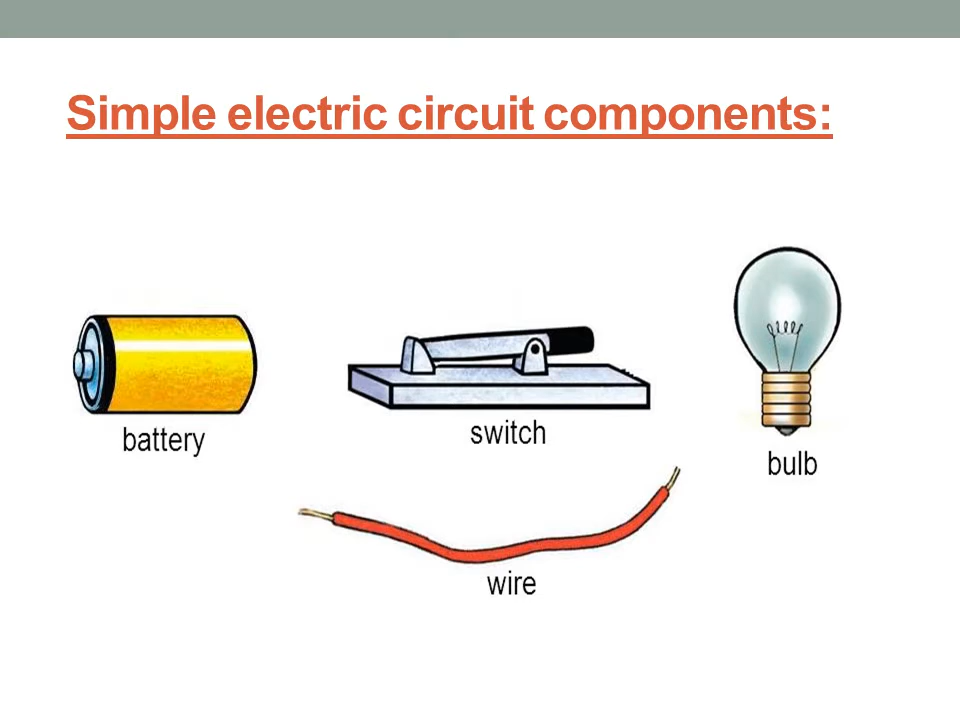 Simple electric circuit components:
battery
switch
bulb
wire